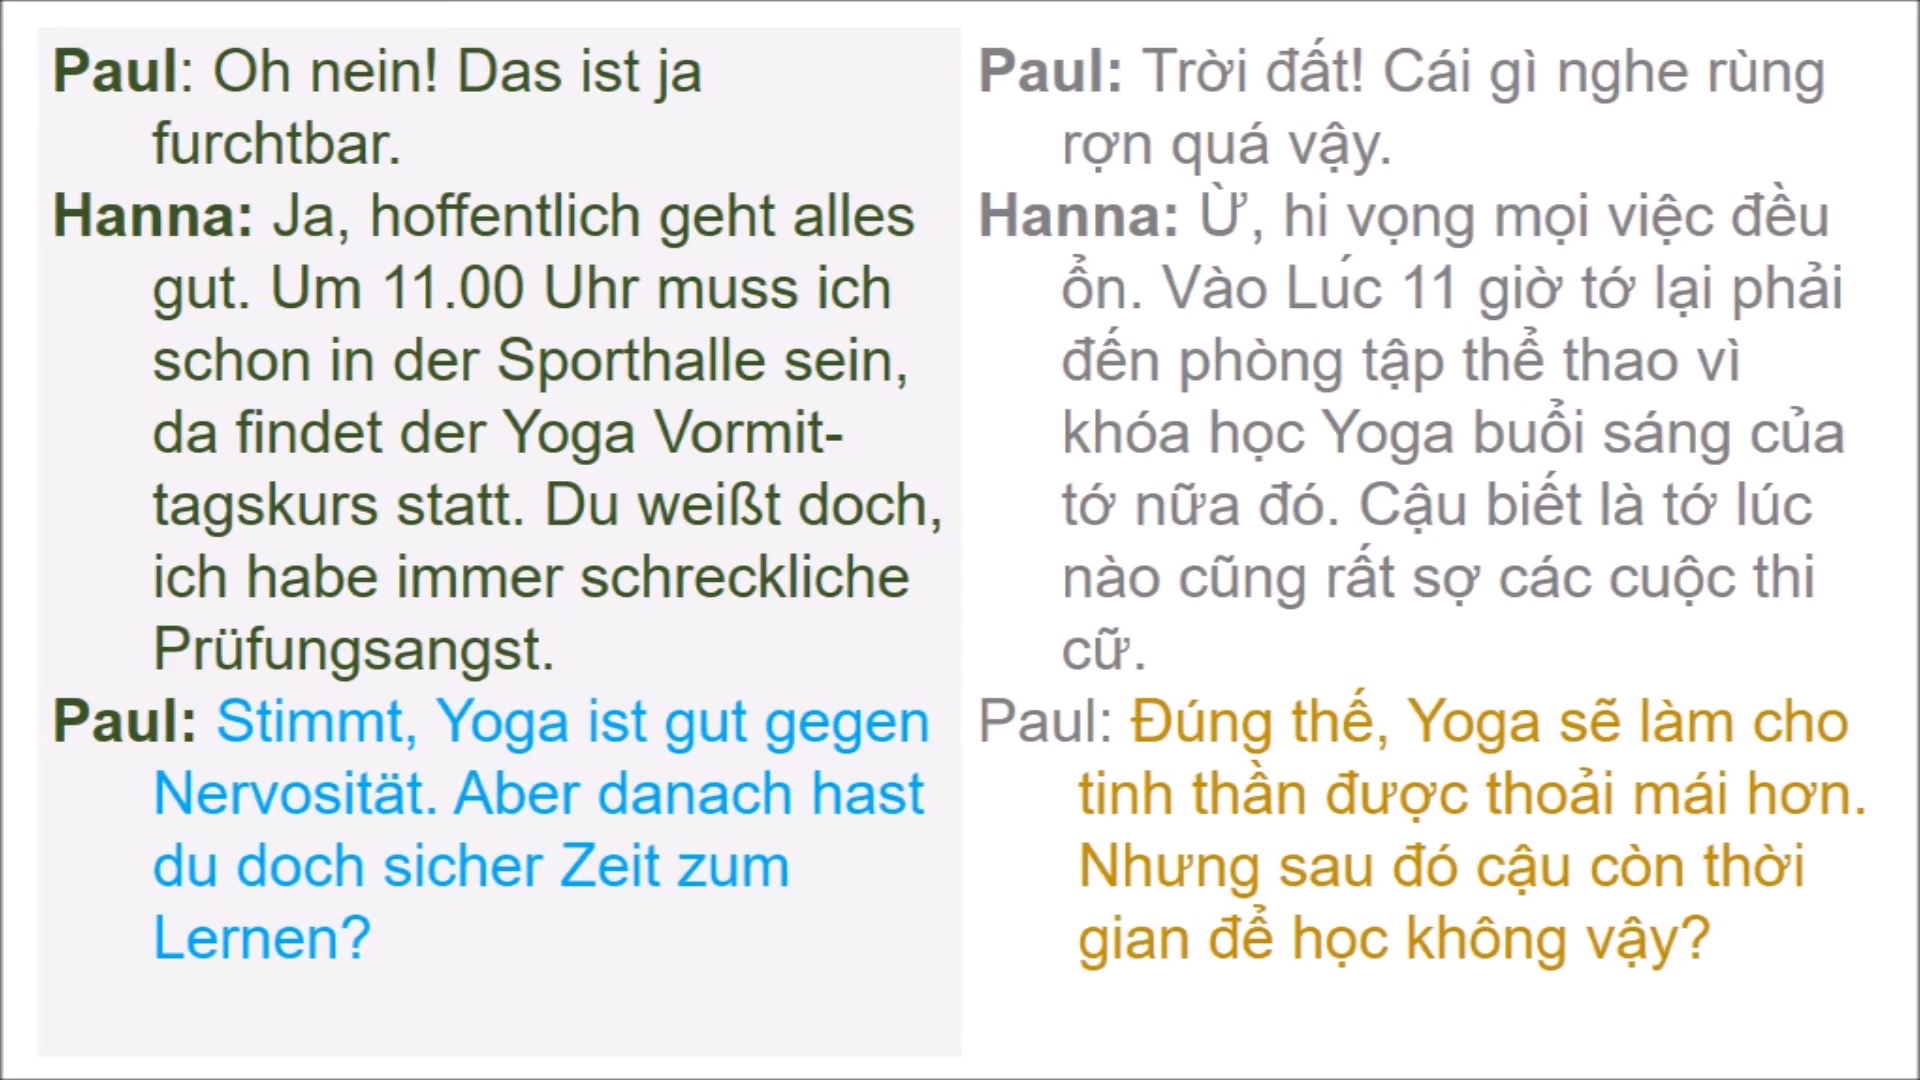 Paul: Oh nein! Das ist ja
furchtbar.
Hanna: Ja, hoffentlich geht alles
gut. Um 11.00 Uhr muss ich
schon in der Sporthalle sein,
da findet der Yoga Vormit-
tagskurs statt. Du weißt doch,
ich habe immer schreckliche
Prüfungsangst.
Paul: Stimmt, Yoga ist gut gegen
Nervosität. Aber danach hast
du doch sicher Zeit zum
Lernen?
Paul: Trời đất! Cái gì nghe rùng
rợn quá vậy.
Hanna: Ừ, hi vọng mọi việc đều
ổn. Vào Lúc 11 giờ tớ lại phải
đến phòng tập thể thao vì
khóa học Yoga buổi sáng của
tớ nữa đó. Cậu biết là tớ lúc
nào cũng rất sợ các cuộc thi
cữ.
Paul: Đúng thế, Yoga sẽ làm cho
tinh thần được thoải mái hơn.
Nhưng sau đó cậu còn thời
gian để học không vậy?